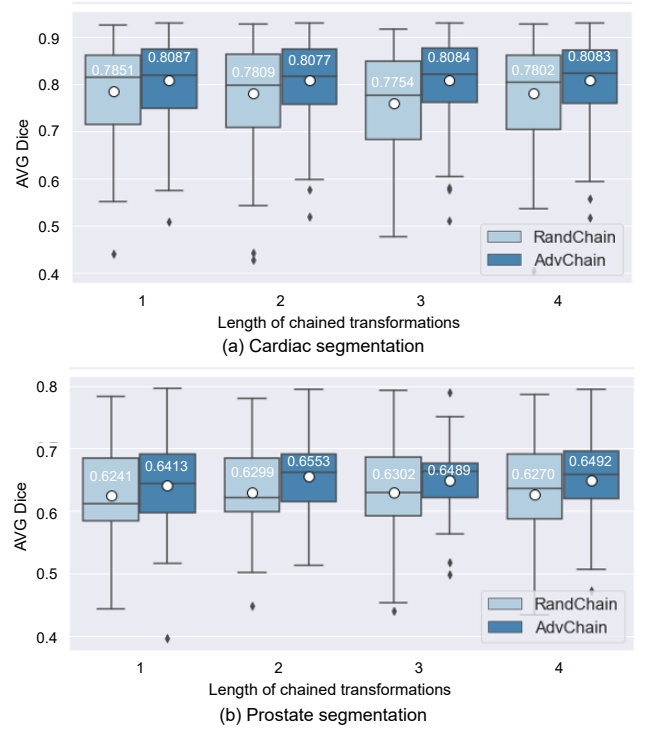 0.9
0.8
0.7
0.6
0.5
0.4
AVG Dice
0.7851
0.8087
0.7809
0.8077
0.7754
0.8084
0.7802
0.8083
RandChain
AdvChain
1 2 3 4
Length of chained transformations
(a) Cardiac segmentation
0.8
0.7
0.6
0.5
0.4
AVG Dice
0.6241
0.6413
0.6299
0.6553
0.6302
0.6489
0.6270
0.6492
RandChain
AdvChain
1 2 3 4
Length of chained transformations
(b) Prostate segmentation